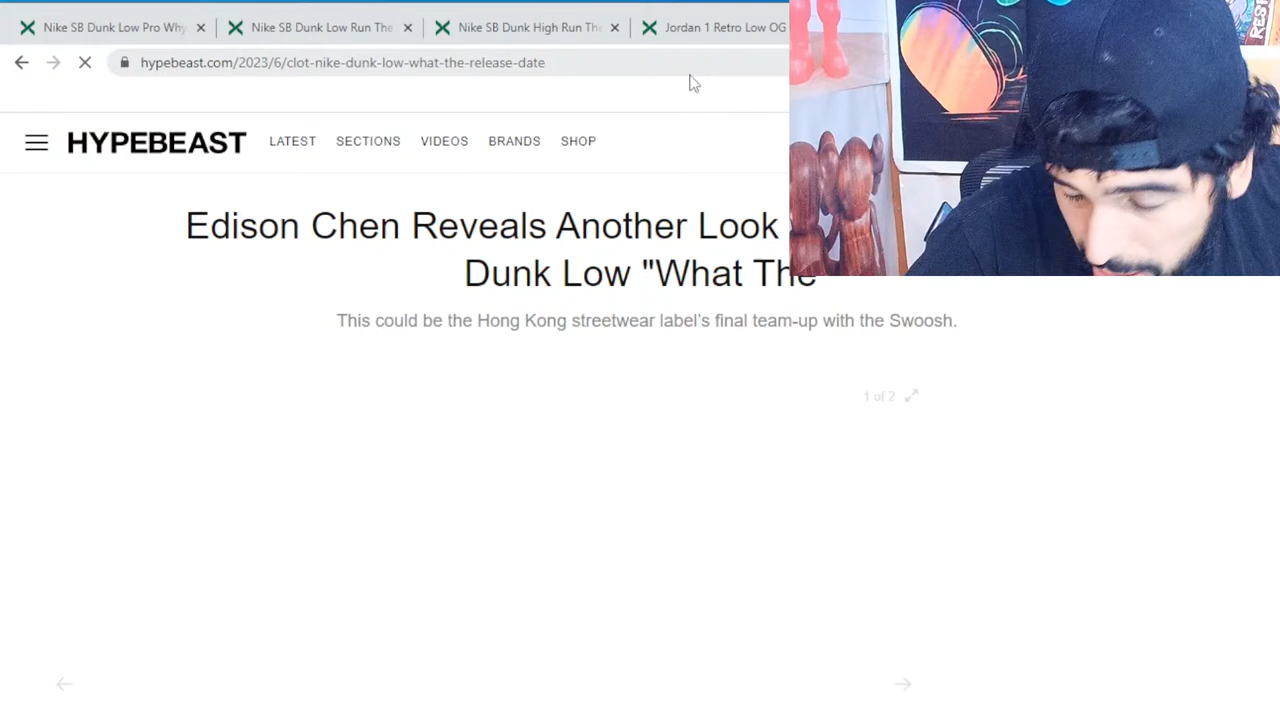 Nike SB Dunk Low Pro Why
Nike SB Dunk Low Run The
Nike SB Dunk High Run The
Jordan 1 Retro Low OG
hypebeast.com/2023/6/clot-nike-dunk-low-what-the-release-date
HYPEBEAST LATEST SECTIONS VIDEOS BRANDS SHOP
Edison Chen Reveals Another Look
Dunk Low "What The
This could be the Hong Kong streetwear label's final team-up with the Swoosh.
1 of 2
RES